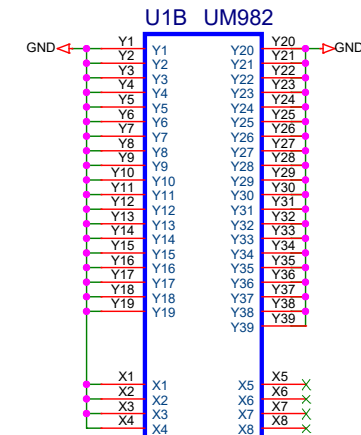 U1B UM982
GND Y1 Y1 Y20 Y20 GND
Y2 Y2 Y21 Y21
Y3 Y3 Y22 Y22
Y4 Y4 Y23 Y23
Y5 Y5 Y24 Y24
Y6 Y6 Y25 Y25
Y7 Y7 Y26 Y26
Y8 Y8 Y27 Y27
Y9 Y9 Y28 Y28
Y10 Y10 Y29 Y29
Y11 Y11 Y30 Y30
Y12 Y12 Y31 Y31
Y13 Y13 Y32 Y32
Y14 Y14 Y33 Y33
Y15 Y15 Y34 Y34
Y16 Y16 Y35 Y35
Y17 Y17 Y36 Y36
Y18 Y18 Y37 Y37
Y19 Y19 Y38 Y38
Y39 Y39
X1 X1 X5 X5
X2 X2 X6 X6
X3 X3 X7 X7
X4 X4 X8 X8